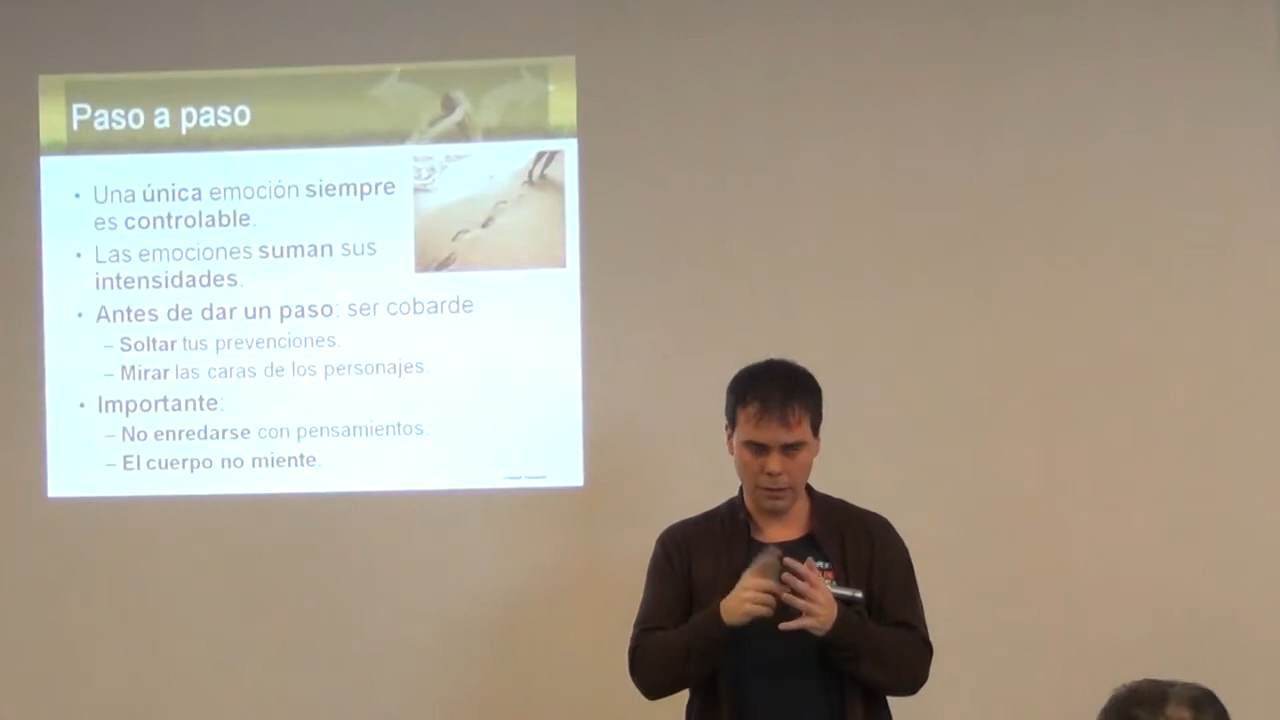 Paso a paso
• Una única emoción siempre
es controlable.
• Las emociones suman sus
intensidades.
• Antes de dar un paso: ser cobarde
– Soltar tus prevenciones.
– Mirar las caras de los personajes.
• Importante:
– No enredarse con pensamientos.
– El cuerpo no miente.